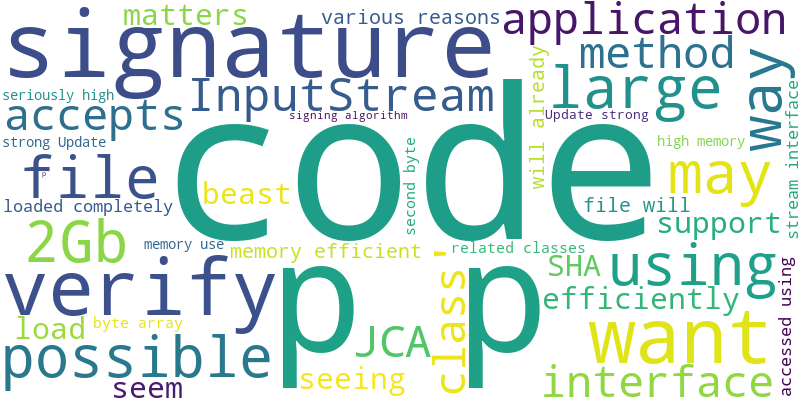 matters
various reasons
application
signature
method
seriously high
InputStream
large
way
accepts
signing algorithm
Update strong
will already
stream interface
strong Update
code
high memory
file
P
beast
second byte
may
loaded completely
file will
2Gb
support
memory use
memory efficient
related classes
verify
p p
class'
SHA
using
efficiently
load
byte array
JCA
want
possible
seem
seeing
interface
accessed using